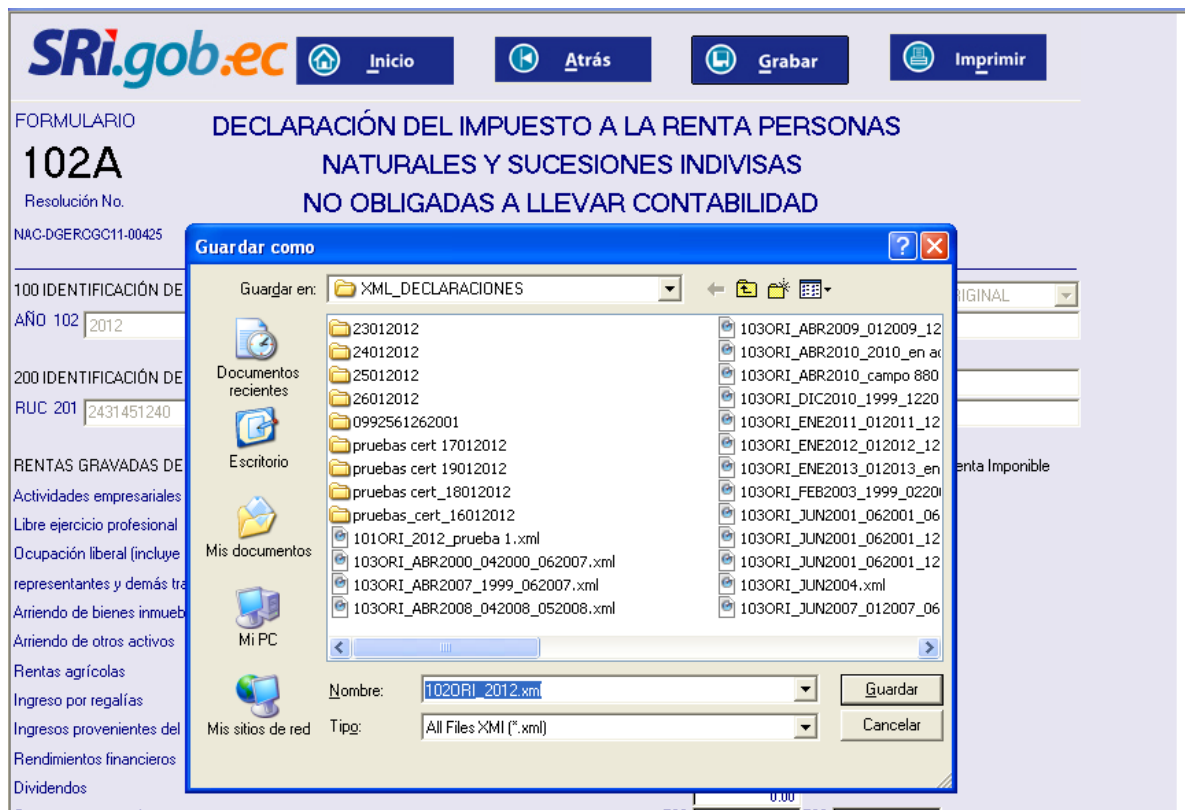 SRi.gob.ec
Inicio
Atrás
Grabar
Imprimir
FORMULARIO
102A
Resolución No.
NAC-DGERCGC11-00425
DECLARACIÓN DEL IMPUESTO A LA RENTA PERSONAS
NATURALES Y SUCESIONES INDIVISAS
NO OBLIGADAS A LLEVAR CONTABILIDAD
100 IDENTIFICACIÓN DE
AÑO 102 2012
200 IDENTIFICACIÓN DE
RUC 201 2431451240
RENTAS GRAVADAS DE
Actividades empresariales
Libre ejercicio profesional
Ocupación liberal (incluye
representantes y demás tra
Arriendo de bienes inmueb
Arriendo de otros activos
Rentas agrícolas
Ingreso por regalías
Ingresos provenientes del
Rendimientos financieros
Dividendos
Guardar como
Guardar en: XML_DECLARACIONES
Documentos
recientes
Escritorio
Mis documentos
Mi PC
Mis sitios de red
23012012
24012012
25012012
26012012
0992561262001
pruebas cert 17012012
pruebas cert 19012012
pruebas cert_18012012
pruebas_cert_16012012
101ORI_2012_prueba 1.xml
103ORI_ABR2000_042000_062007.xml
103ORI_ABR2007_1999_062007.xml
103ORI_ABR2008_042008_052008.xml
103ORI_ABR2009_012009_12
103ORI_ABR2010_2010_en a
103ORI_ABR2010_campo 880
103ORI_DIC2010_1999_1220
103ORI_ENE2011_012011_12
103ORI_ENE2012_012012_12
103ORI_ENE2013_012013_en
103ORI_FEB2003_1999_0220
103ORI_JUN2001_062001_06
103ORI_JUN2001_062001_12
103ORI_JUN2001_062001_12
103ORI_JUN2004.xml
103ORI_JUN2007_012007_06
Nombre: 102ORI_2012.xml
Guardar
Tipo: All Files XMl (*.xml)
Cancelar
RIGINAL
enta Imponible
0.00